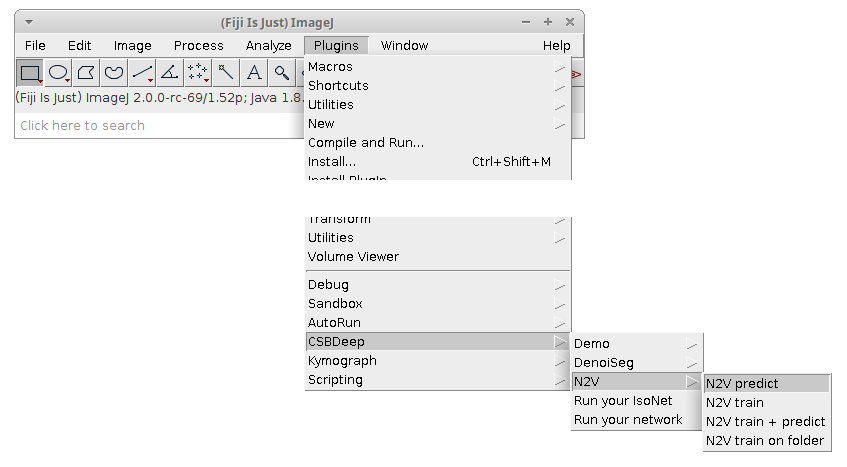 (Fiji Is Just) ImageJ
File Edit Image Process Analyze Plugins Window Help
(Fiji Is Just) ImageJ 2.0.0-rc-69/1.52p; Java 1.8.
Click here to search
Macros
Shortcuts
Utilities
New
Compile and Run...
Install... Ctrl+Shift+M
Install PlugIn
Transform
Utilities
Volume Viewer
Debug
Sandbox
AutoRun
CSBDeep
Kymograph
Scripting
Demo
DenoiSeg
N2V
Run your IsoNet
Run your network
N2V predict
N2V train
N2V train + predict
N2V train on folder